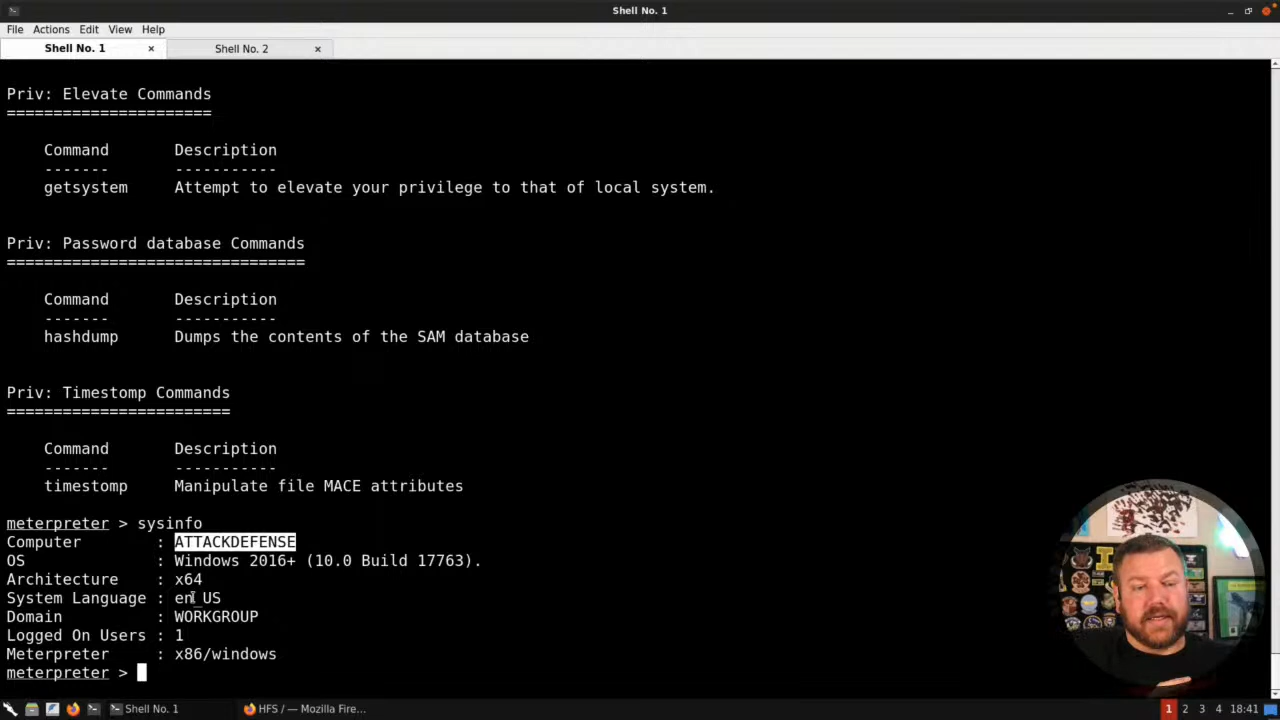 Shell No. 1
File Actions Edit View Help
Shell No. 1 × Shell No. 2 ×
Priv: Elevate Commands
======================
Command Description
------- -----------
getsystem Attempt to elevate your privilege to that of local system.
Priv: Password database Commands
================================
Command Description
------- -----------
hashdump Dumps the contents of the SAM database
Priv: Timestomp Commands
========================
Command Description
------- -----------
timestomp Manipulate file MACE attributes
meterpreter > sysinfo
Computer : ATTACKDEFENSE
OS : Windows 2016+ (10.0 Build 17763).
Architecture : x64
System Language : en_US
Domain : WORKGROUP
Logged On Users : 1
Meterpreter : x86/windows
meterpreter >
Shell No. 1 HFS / — Mozilla Fire... 1 2 3 4 18:41